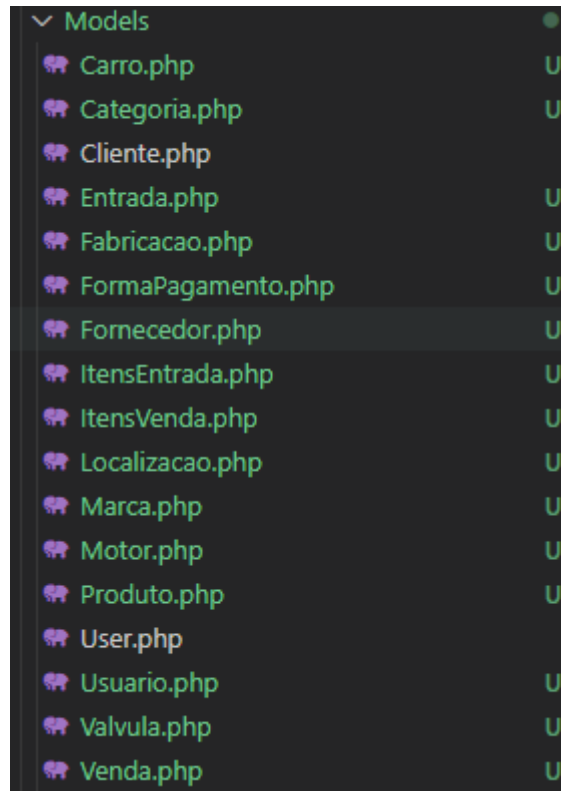 Models
Carro.php U
Categoria.php U
Cliente.php
Entrada.php U
Fabricacao.php U
FormaPagamento.php U
Fornecedor.php U
ItensEntrada.php U
ItensVenda.php U
Localizacao.php U
Marca.php U
Motor.php U
Produto.php U
User.php
Usuario.php U
Valvula.php U
Venda.php U